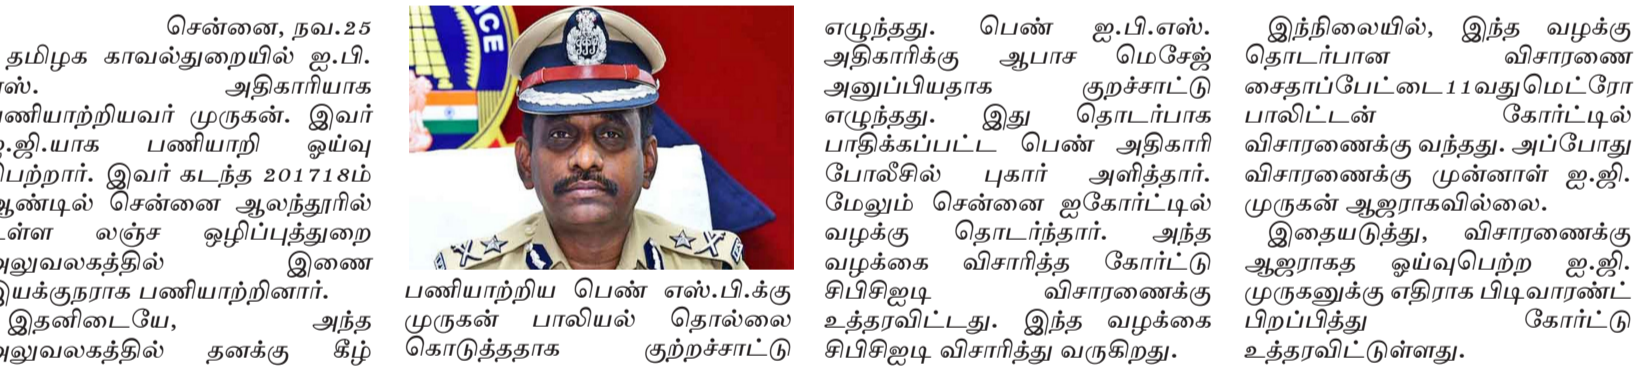 சென்னை, நவ.25
தமிழக காவல்துறையில் ஐ.பி.
எஸ். அதிகாரியாக
பணியாற்றியவர் முருகன். இவர்
ஐ.ஜி.யாக பணியாறி ஓய்வு
பெற்றார். இவர் கடந்த 201718ம்
ஆண்டில் சென்னை ஆலந்தூரில்
உள்ள லஞ்ச ஒழிப்புத்துறை
அலுவலகத்தில் இணை
இயக்குநராக பணியாற்றினார்.
இதனிடையே, அந்த
அலுவலகத்தில் தனக்கு கீழ்
ICE
பணியாற்றிய பெண் எஸ்.பி.க்கு
முருகன் பாலியல் தொல்லை
கொடுத்ததாக குற்றச்சாட்டு
எழுந்தது. பெண் ஐ.பி.எஸ்.
அதிகாரிக்கு ஆபாச மெசேஜ்
அனுப்பியதாக குறச்சாட்டு
எழுந்தது. இது தொடர்பாக
பாதிக்கப்பட்ட பெண் அதிகாரி
போலீசில் புகார் அளித்தார்.
மேலும் சென்னை ஐகோர்ட்டில்
வழக்கு தொடர்ந்தார். அந்த
வழக்கை விசாரித்த கோர்ட்டு
சிபிசிஐடி விசாரணைக்கு
உத்தரவிட்டது. இந்த வழக்கை
சிபிசிஐடி விசாரித்து வருகிறது.
இந்நிலையில், இந்த வழக்கு
தொடர்பான விசாரணை
சைதாப்பேட்டை11வதுமெட்ரோ
பாலிட்டன் கோர்ட்டில்
விசாரணைக்கு வந்தது. அப்போது
விசாரணைக்கு முன்னாள் ஐ.ஜி.
முருகன் ஆஜராகவில்லை.
இதையடுத்து, விசாரணைக்கு
ஆஜராகத ஓய்வுபெற்ற ஐ.ஜி.
முருகனுக்கு எதிராக பிடிவாரண்ட்
பிறப்பித்து கோர்ட்டு
உத்தரவிட்டுள்ளது.